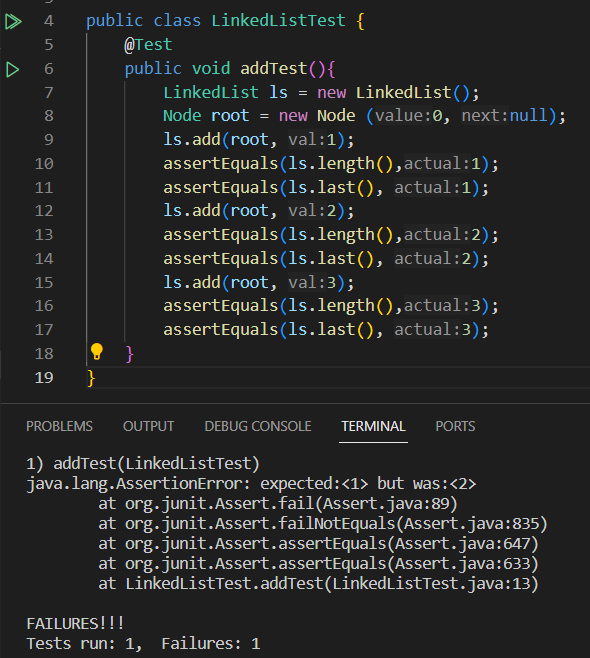 4 public class LinkedListTest {
5 @Test
6 public void addTest(){
7 LinkedList ls = new LinkedList();
8 Node root = new Node (value:0, next:null);
9 ls.add(root, val:1);
10 assertEquals(ls.length(),actual:1);
11 assertEquals(ls.last(), actual:1);
12 ls.add(root, val:2);
13 assertEquals(ls.length(),actual:2);
14 assertEquals(ls.last(), actual:2);
15 ls.add(root, val:3);
16 assertEquals(ls.length(),actual:3);
17 assertEquals(ls.last(), actual:3);
18 }
19 }
PROBLEMS OUTPUT DEBUG CONSOLE TERMINAL PORTS
1) addTest(LinkedListTest)
java.lang.AssertionError: expected:<1> but was:<2>
at org.junit.Assert.fail(Assert.java:89)
at org.junit.Assert.failNotEquals(Assert.java:835)
at org.junit.Assert.assertEquals(Assert.java:647)
at org.junit.Assert.assertEquals(Assert.java:633)
at LinkedListTest.addTest(LinkedListTest.java:13)
FAILURES!!!
Tests run: 1, Failures: 1